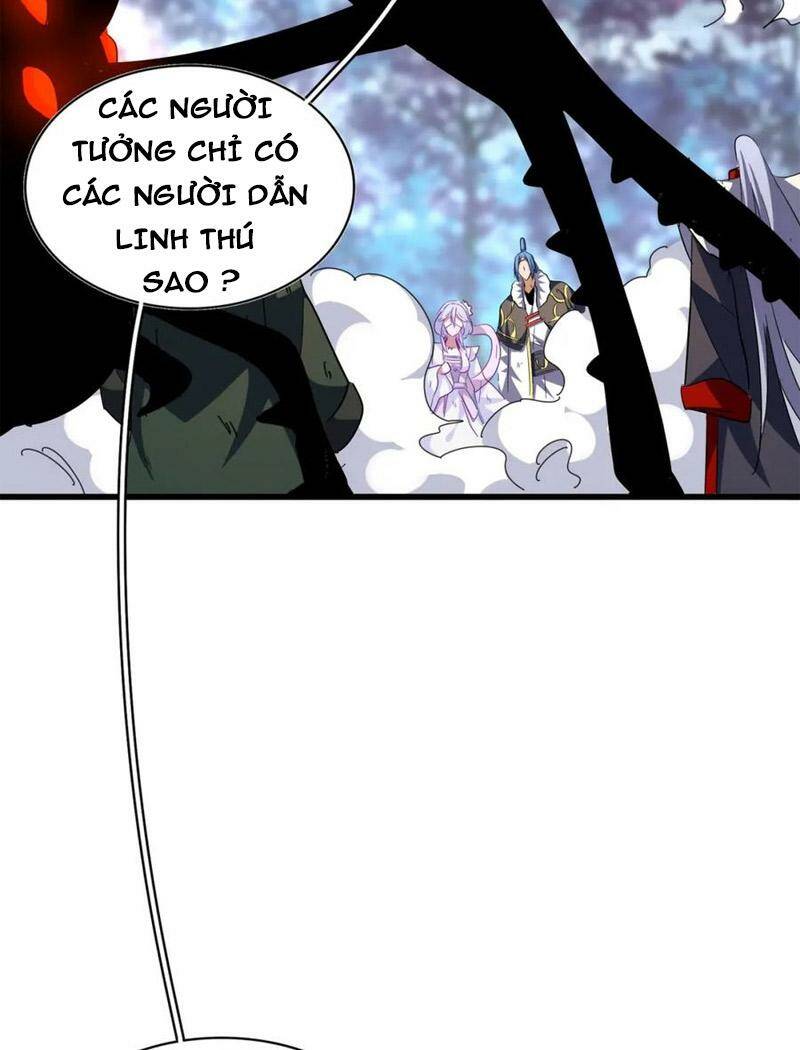 CÁC NGƯỜI
TƯỞNG CHỈ CÓ
CÁC NGƯỜI DẪN
LINH THÚ
SAO ?